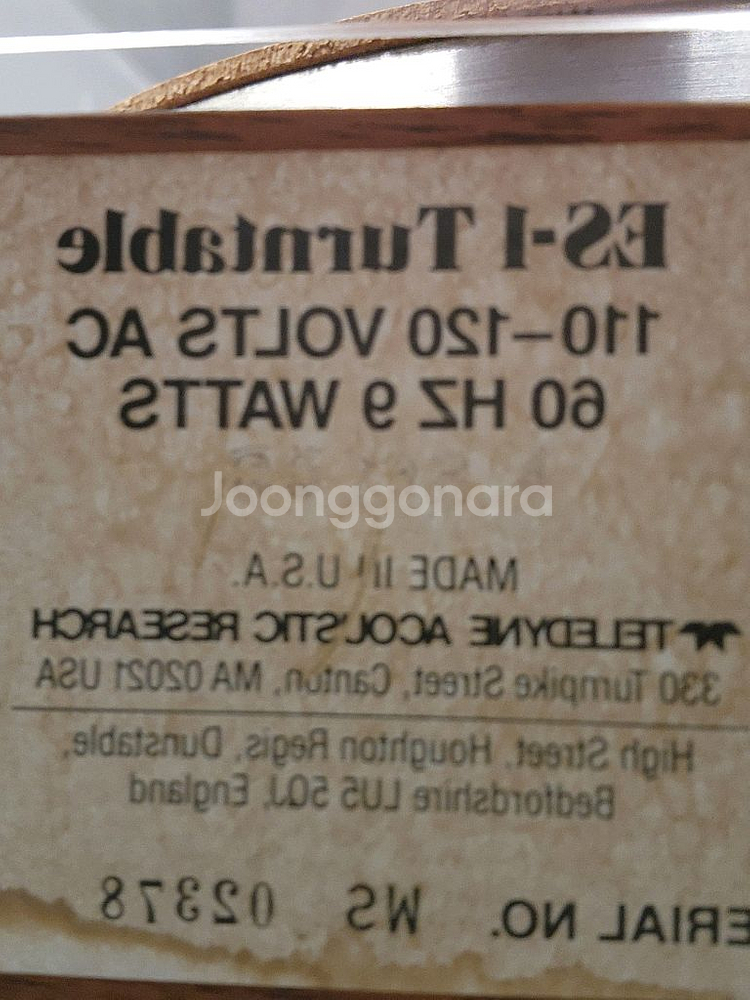 ES-1 Turntable
110–120 VOLTS AC
60 HZ 9 WATTS
Joonggonara
MADE IN U.S.A.
TELEDYNE ACOUSTIC RESEARCH
330 Turnpike Street, Canton, MA 02021 USA
High Street, Houghton Regis, Dunstable,
Bedfordshire LU5 5QJ, England
ERIAL NO. WS 02378